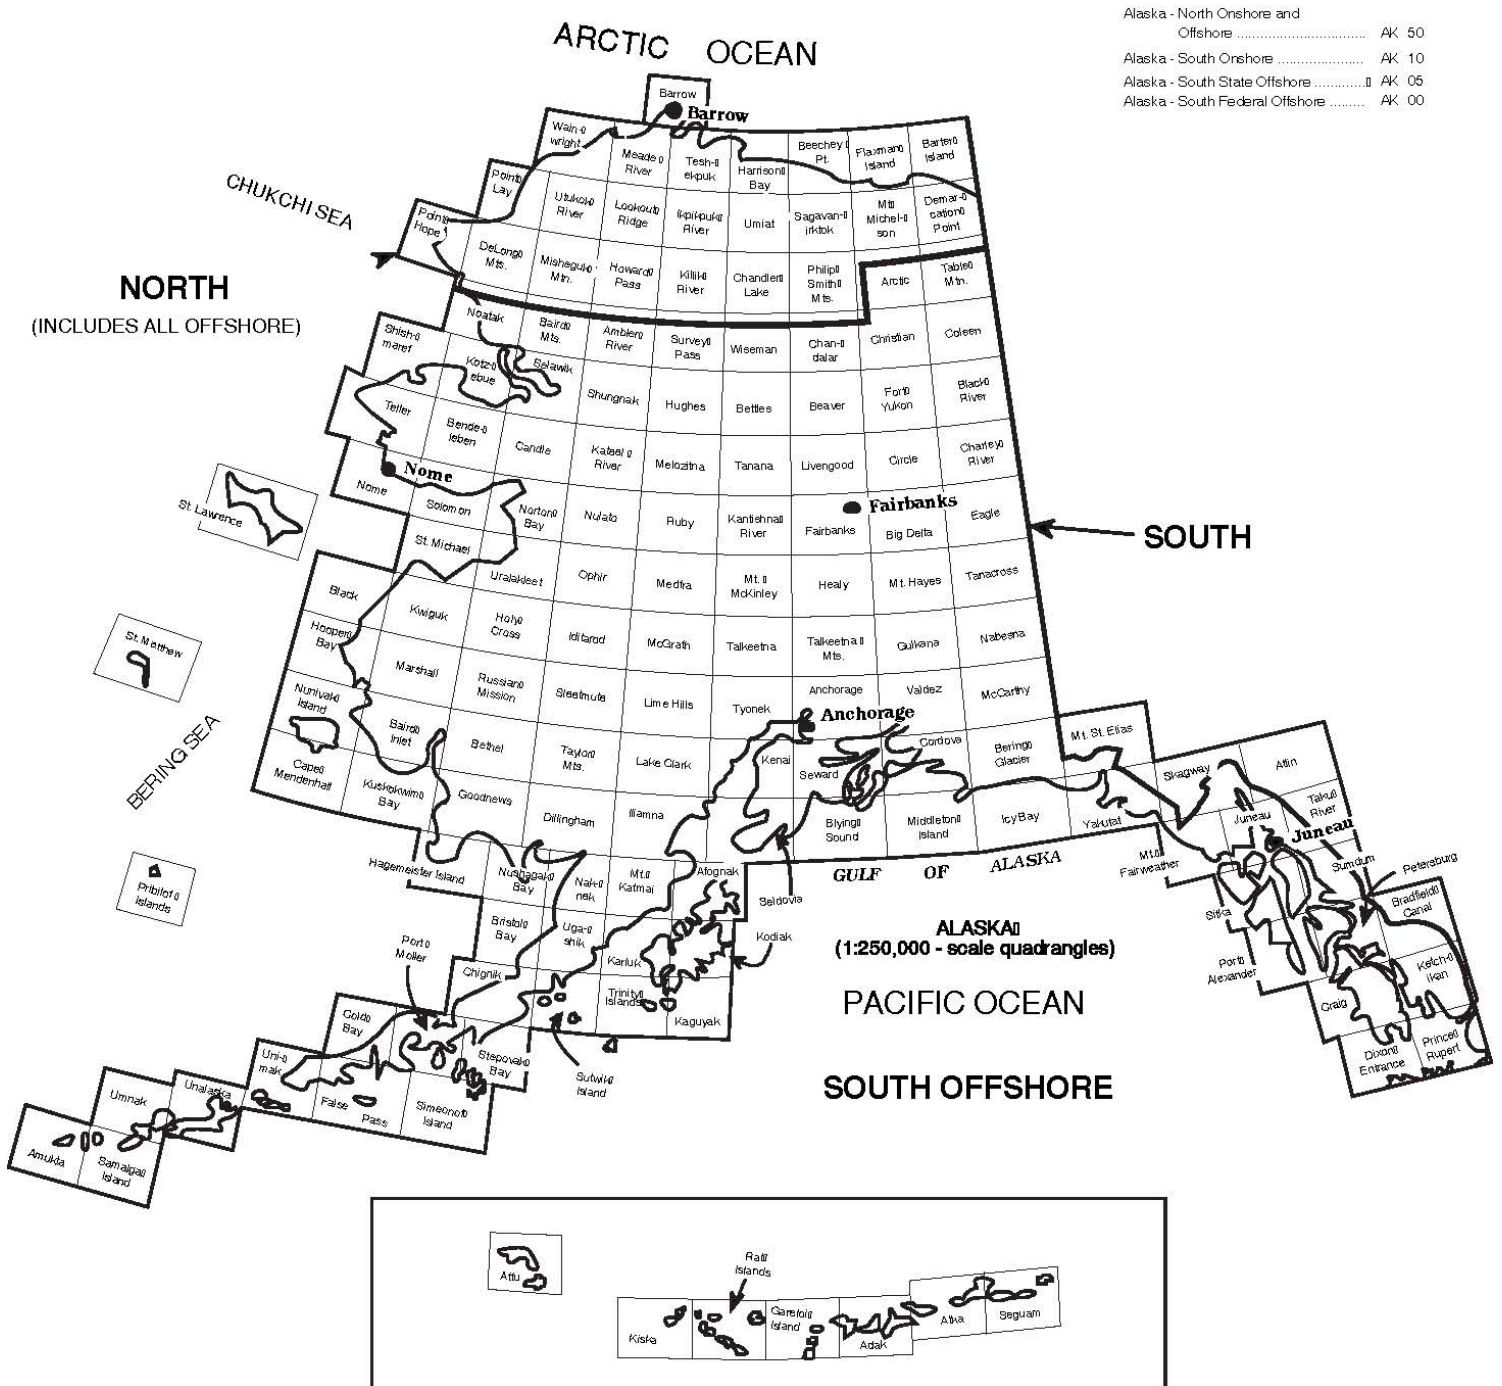 Alaska - North Onshore and
Offshore ................................ AK 50
Alaska - South Onshore ...................... AK 10
Alaska - South State Offshore ............. AK 05
Alaska - South Federal Offshore ......... AK 00
ARCTIC OCEAN
Barrow
Barrow
Wain-
wright
Meade
River
Tesh-
ekpuk
Harrison
Bay
Beechey
Pt.
Flaxman
Island
Barter
Island
CHUKCHI SEA
Point
Lay
Point
Hope
Utukok
River
Lookout
Ridge
Ikpikpuk
River
Umiat
Sagavan-
irktok
Mt
Michel-
son
Demar-
cation
Point
NORTH
(INCLUDES ALL OFFSHORE)
DeLong
Mts.
Misheguk
Mtn.
Howard
Pass
Killik
River
Chandler
Lake
Philip
Smith
Mts.
Arctic
Table
Mtn.
Noatak
Baird
Mts.
Ambler
River
Survey
Pass
Wiseman
Chan-
dalar
Christian
Coleen
Shish-
maref
Kotz-
ebue
Selawik
Shungnak
Hughes
Bettles
Beaver
Fort
Yukon
Black
River
Teller
Bende-
leben
Candle
Kateel
River
Melozitna
Tanana
Livengood
Circle
Charley
River
Nome
Nome
Solomon
Norton
Bay
Nulato
Ruby
Kantishna
River
Fairbanks
Fairbanks
Big Delta
Eagle
SOUTH
St. Lawrence
St. Michael
Unalakleet
Ophir
Medfra
Mt.
McKinley
Healy
Mt. Hayes
Tanacross
Black
Kwiguk
Holy
Cross
Iditarod
McGrath
Talkeetna
Talkeetna
Mts.
Gulkana
Nabesna
St. Matthew
Hooper
Bay
Marshall
Russian
Mission
Sleetmute
Lime Hills
Tyonek
Anchorage
Anchorage
Valdez
McCarthy
BERING SEA
Nunivak
Island
Baird
Inlet
Bethel
Taylor
Mts.
Lake Clark
Kenai
Seward
Cordova
Bering
Glacier
Mt. St. Elias
Cape
Mendenhall
Kuskokwim
Bay
Goodnews
Dillingham
Iliamna
Seldovia
Blying
Sound
Middleton
Island
Icy Bay
Yakutat
Skagway
Atlin
Mt.
Fairweather
Juneau
Juneau
Taku
River
Pribilof
Islands
Hagemeister Island
Nushagak
Bay
Nak-
nek
Mt.
Katmai
Afognak
GULF OF ALASKA
Sitka
Sumdum
Petersburg
Bradfield
Canal
Port
Moller
Bristol
Bay
Uga-
shik
Karluk
Kodiak
ALASKA
(1:250,000 - scale quadrangles)
Port
Alexander
Craig
Ketch-
ikan
Chignik
Trinity
Islands
Kaguyak
PACIFIC OCEAN
Dixon
Entrance
Prince
Rupert
Cold
Bay
Stepovak
Bay
Sutwik
Island
SOUTH OFFSHORE
Uni-
mak
False
Pass
Simeonof
Island
Umnak
Unalaska
Amukta
Samalga
Island
Attu
Rat
Islands
Kiska
Gareloi
Island
Adak
Atka
Seguam